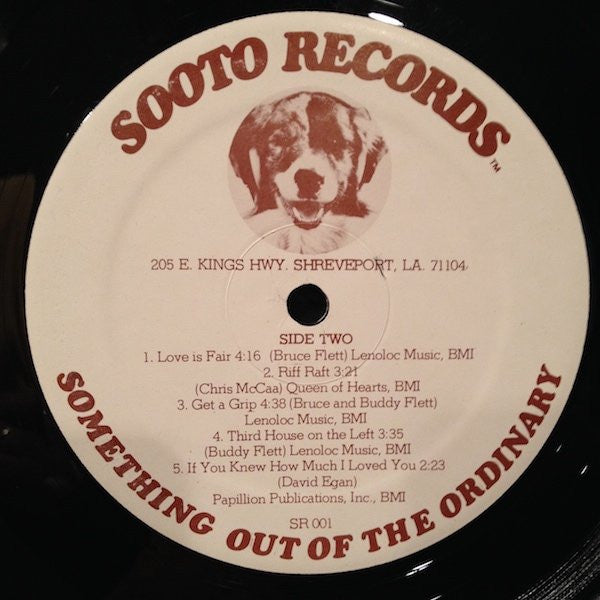 SOOTO RECORDS™
205 E. KINGS HWY. SHREVEPORT, LA. 71104
SIDE TWO
1. Love is Fair 4:16 (Bruce Flett) Lenoloc Music, BMI
2. Riff Raft 3:21
(Chris McCaa) Queen of Hearts, BMI
3. Get a Grip 4:38 (Bruce and Buddy Flett)
Lenoloc Music, BMI
4. Third House on the Left 3:35
(Buddy Flett) Lenoloc Music, BMI
5. If You Knew How Much I Loved You 2:23
(David Egan)
Papillion Publications, Inc., BMI
SR 001
SOMETHING OUT OF THE ORDINARY